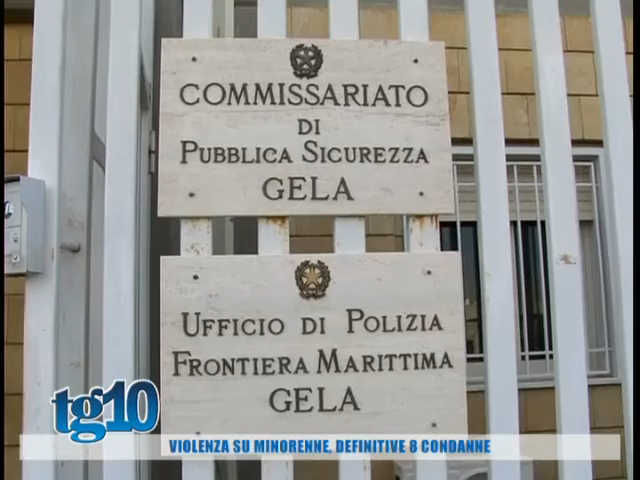 COMMISSARIATO
DI
PUBBLICA SICUREZZA
GELA
UFFICIO DI POLIZIA
FRONTIERA MARITTIMA
GELA
tg10
VIOLENZA SU MINORENNE, DEFINITIVE 8 CONDANNE